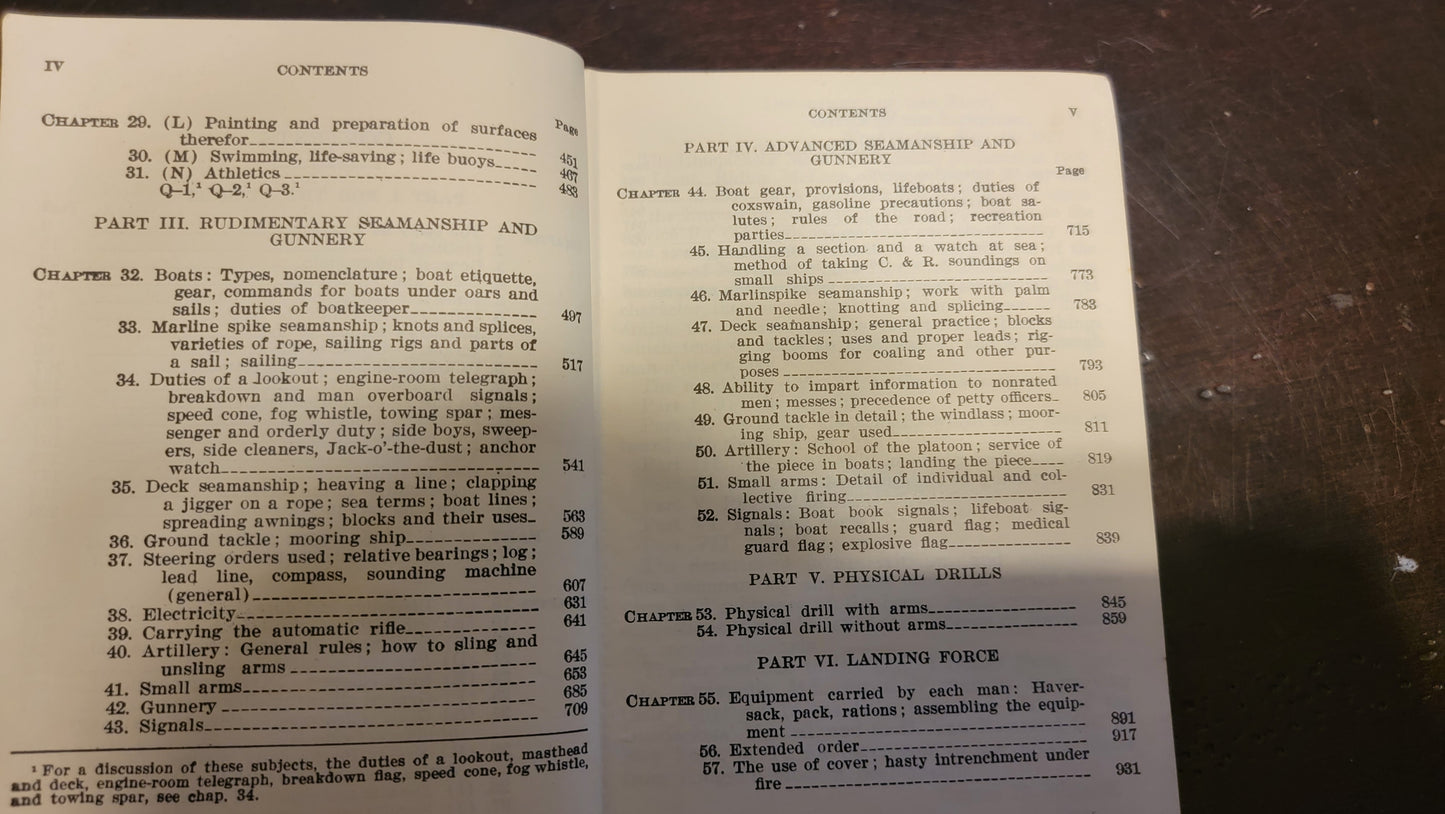 IV
CONTENTS
Page
CHAPTER 29. (L) Painting and preparation of surfaces
therefor 451
30. (M) Swimming, life-saving; life buoys 467
31. (N) Athletics 483
Q-1,¹ Q-2,¹ Q-3.¹
PART III. RUDIMENTARY SEAMANSHIP AND
GUNNERY
CHAPTER 32. Boats: Types, nomenclature; boat etiquette,
gear, commands for boats under oars and
sails; duties of boatkeeper 497
33. Marline spike seamanship; knots and splices,
varieties of rope, sailing rigs and parts of
a sail; sailing 517
34. Duties of a lookout; engine-room telegraph;
breakdown and man overboard signals;
speed cone, fog whistle, towing spar; mes-
senger and orderly duty; side boys, sweep-
ers, side cleaners, Jack-o'-the-dust; anchor
watch 541
35. Deck seamanship; heaving a line; clapping
a jigger on a rope; sea terms; boat lines;
spreading awnings; blocks and their uses 563
36. Ground tackle; mooring ship 589
37. Steering orders used; relative bearings; log;
lead line, compass, sounding machine
(general) 607
38. Electricity 631
39. Carrying the automatic rifle 641
40. Artillery: General rules; how to sling and
unsling arms 645
41. Small arms 653
42. Gunnery 685
43. Signals 709
¹ For a discussion of these subjects, the duties of a lookout, masthead
and deck, engine-room telegraph, breakdown flag, speed cone, fog whistle,
and towing spar, see chap. 34.
CONTENTS
V
PART IV. ADVANCED SEAMANSHIP AND
GUNNERY
Page
CHAPTER 44. Boat gear, provisions, lifeboats; duties of
coxswain, gasoline precautions; boat sa-
lutes; rules of the road; recreation
parties 715
45. Handling a section and a watch at sea;
method of taking C. & R. soundings on
small ships 773
46. Marlinspike seamanship; work with palm
and needle; knotting and splicing 783
47. Deck seamanship; general practice; blocks
and tackles; uses and proper leads; rig-
ging booms for coaling and other pur-
poses 793
48. Ability to impart information to nonrated
men; messes; precedence of petty officers 805
49. Ground tackle in detail; the windlass; moor-
ing ship, gear used 811
50. Artillery: School of the platoon; service of
the piece in boats; landing the piece 819
51. Small arms: Detail of individual and col-
lective firing 831
52. Signals: Boat book signals; lifeboat sig-
nals; boat recalls; guard flag; medical
guard flag; explosive flag 839
PART V. PHYSICAL DRILLS
CHAPTER 53. Physical drill with arms 845
54. Physical drill without arms 859
PART VI. LANDING FORCE
CHAPTER 55. Equipment carried by each man: Haver-
sack, pack, rations; assembling the equip-
ment 891
56. Extended order 917
57. The use of cover; hasty intrenchment under
fire 931